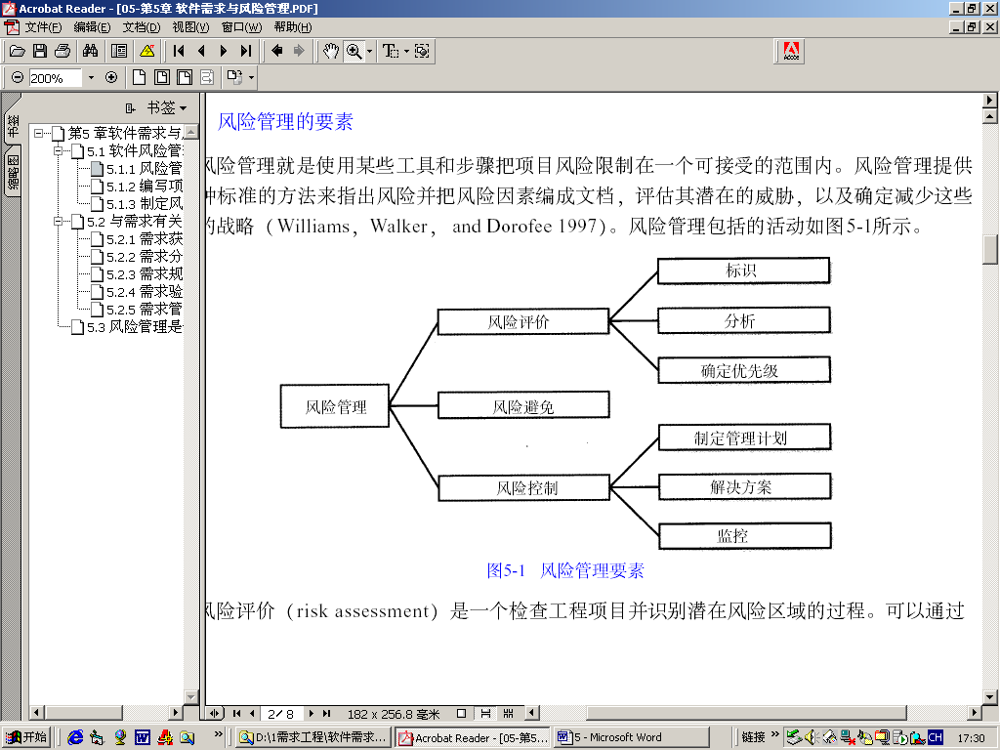 Acrobat Reader - [05-第5章 软件需求与风险管理.PDF]
文件(F) 编辑(E) 文档(D) 视图(V) 窗口(W) 帮助(H)
Adobe
200%
书签
书签
缩略图
第5 章软件需求与
5.1 软件风险管
5.1.1 风险管
5.1.2 编写项
5.1.3 制定风
5.2 与需求有关
5.2.1 需求获
5.2.2 需求分
5.2.3 需求规
5.2.4 需求验
5.2.5 需求管
5.3 风险管理是
风险管理的要素
风险管理就是使用某些工具和步骤把项目风险限制在一个可接受的范围内。风险管理提供
种标准的方法来指出风险并把风险因素编成文档，评估其潜在的威胁，以及确定减少这些
的战略（Williams，Walker， and Dorofee 1997)。风险管理包括的活动如图5-1所示。
标识
风险评价
分析
确定优先级
风险管理
风险避免
制定管理计划
风险控制
解决方案
监控
图5-1 风险管理要素
风险评价（risk assessment）是一个检查工程项目并识别潜在风险区域的过程。可以通过
2/ 8
182 x 256.8 毫米
开始
D:\1需求工程\软件需求...
Acrobat Reader - [05-第5...
5 - Microsoft Word
链接
CH
17:30